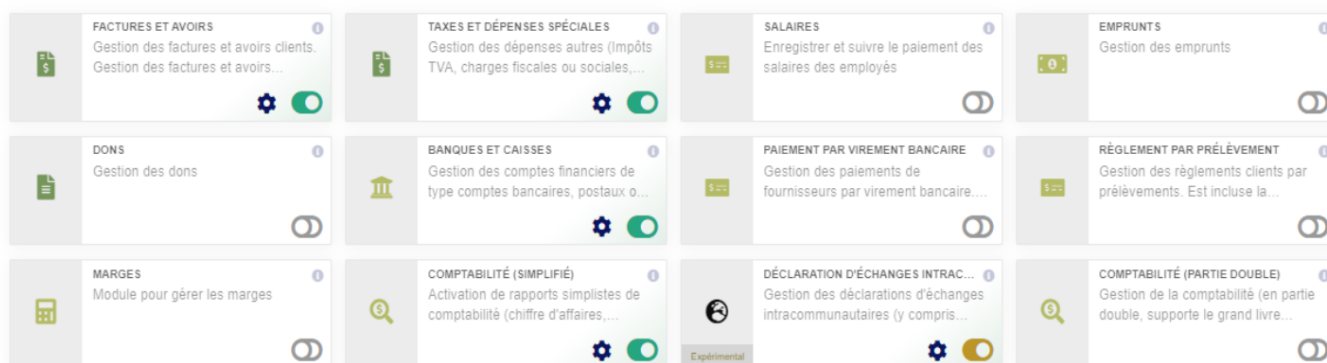 FACTURES ET AVOIRS
Gestion des factures et avoirs clients.
Gestion des factures et avoirs...
TAXES ET DÉPENSES SPÉCIALES
Gestion des dépenses autres (Impôts
TVA, charges fiscales ou sociales,...
SALAIRES
Enregistrer et suivre le paiement des
salaires des employés
EMPRUNTS
Gestion des emprunts
DONS
Gestion des dons
BANQUES ET CAISSES
Gestion des comptes financiers de
type comptes bancaires, postaux o...
PAIEMENT PAR VIREMENT BANCAIRE
Gestion des paiements de
fournisseurs par virement bancaire....
RÈGLEMENT PAR PRÉLÈVEMENT
Gestion des règlements clients par
prélèvements. Est incluse la...
MARGES
Module pour gérer les marges
COMPTABILITÉ (SIMPLIFIÉ)
Activation de rapports simplistes de
comptabilité (chiffre d'affaires,...
DÉCLARATION D'ÉCHANGES INTRAC...
Gestion des déclarations d'échanges
intracommunautaires (y compris...
Expérimental
COMPTABILITÉ (PARTIE DOUBLE)
Gestion de la comptabilité (en partie
double, supporte le grand livre...